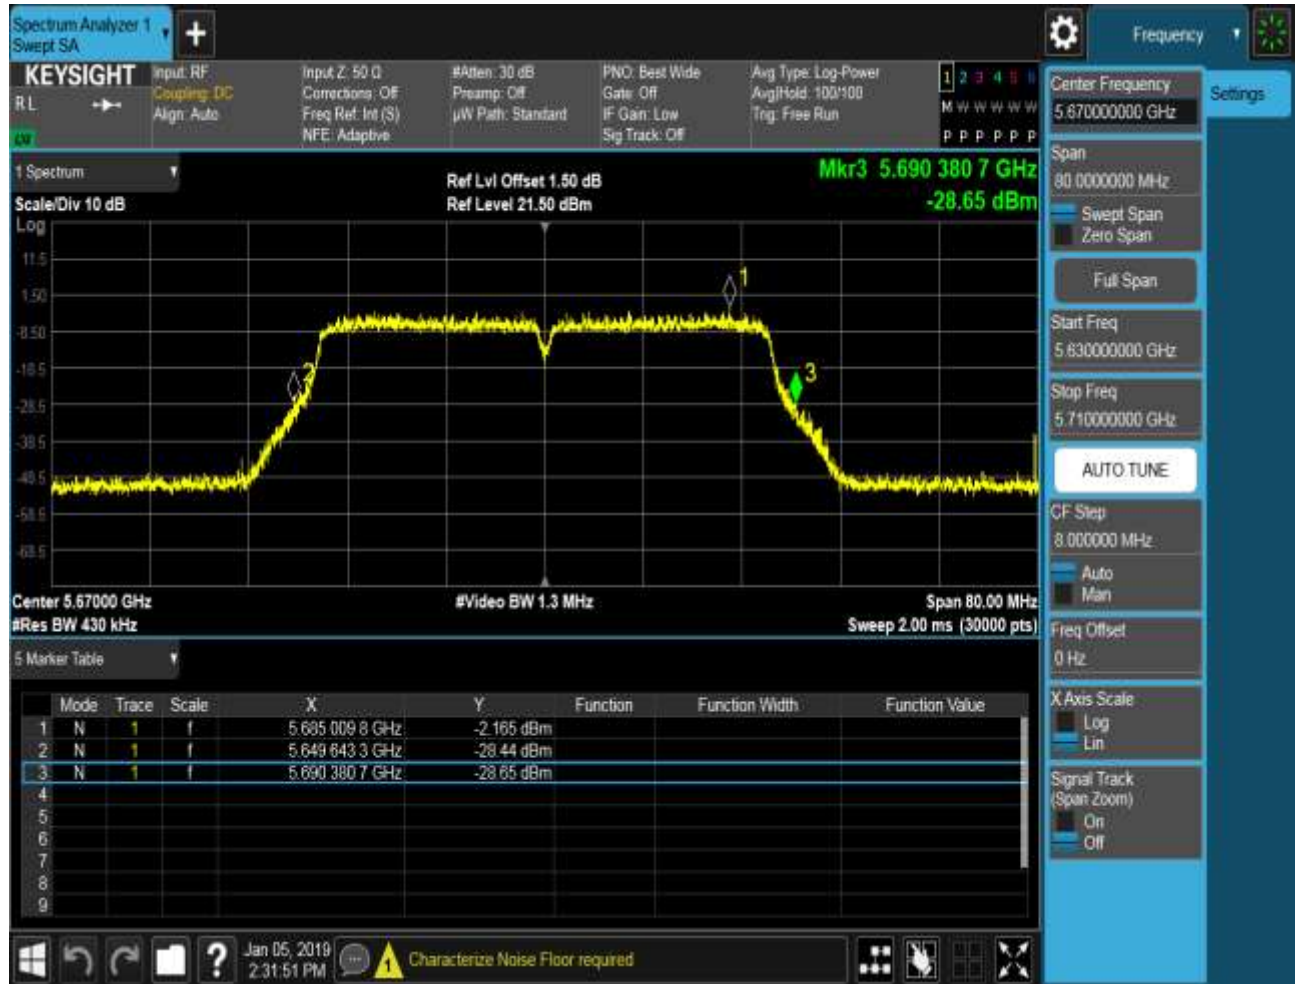 Spectrum Analyzer 1
Swept SA
Frequency
KEYSIGHT
RL
Input: RF
Coupling: DC
Align: Auto
Input Z: 50 Ω
Corrections: Off
Freq Ref: Int (S)
NFE: Adaptive
#Atten: 30 dB
Preamp: Off
µW Path: Standard
PNO: Best Wide
Gate: Off
IF Gain: Low
Sig Track: Off
Avg Type: Log-Power
Avg|Hold: 100/100
Trig: Free Run
1 2 3 4 5 6
M W W W W W
P P P P P P
1 Spectrum
Scale/Div 10 dB
Ref Lvl Offset 1.50 dB
Ref Level 21.50 dBm
Mkr3 5.690 380 7 GHz
-28.65 dBm
Log
11.5
1.50
-8.50
-18.5
-28.5
-38.5
-48.5
-58.5
-68.5
1
2
3
Center 5.67000 GHz
#Res BW 430 kHz
#Video BW 1.3 MHz
Span 80.00 MHz
Sweep 2.00 ms (30000 pts)
5 Marker Table
Mode Trace Scale X Y Function Function Width Function Value
1 N 1 f 5.685 009 8 GHz -2.165 dBm
2 N 1 f 5.649 643 3 GHz -28.44 dBm
3 N 1 f 5.690 380 7 GHz -28.65 dBm
4
5
6
7
8
9
Jan 05, 2019
2:31:51 PM
Characterize Noise Floor required
Center Frequency
5.670000000 GHz
Span
80.0000000 MHz
Swept Span
Zero Span
Full Span
Start Freq
5.630000000 GHz
Stop Freq
5.710000000 GHz
AUTO TUNE
CF Step
8.000000 MHz
Auto
Man
Freq Offset
0 Hz
X Axis Scale
Log
Lin
Signal Track
(Span Zoom)
On
Off
Settings